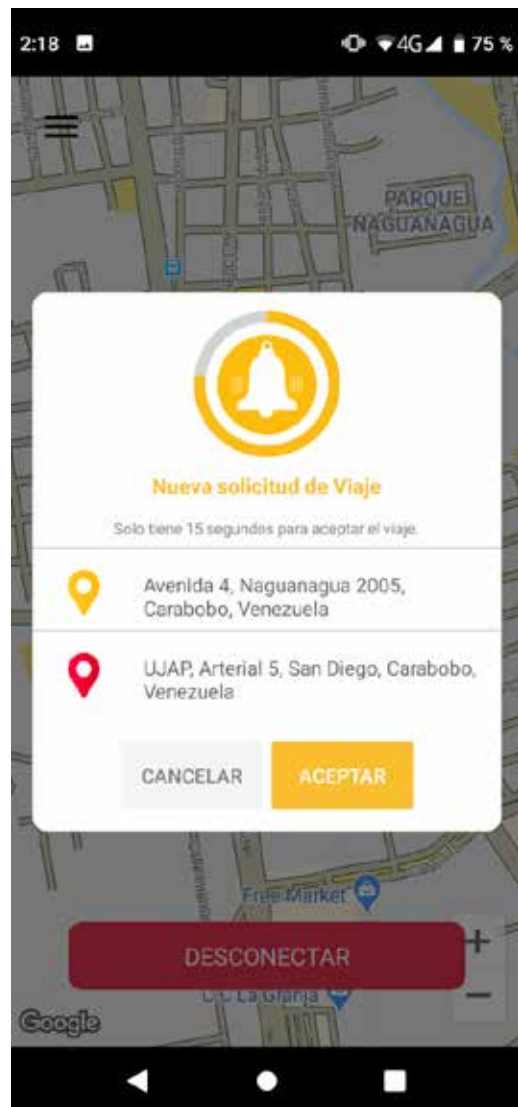 2:18
4G
75 %
PARQUE
NAGUANAGUA
Nueva solicitud de Viaje
Solo tiene 15 segundos para aceptar el viaje.
Avenida 4, Naguanagua 2005,
Carabobo, Venezuela
UJAP, Arterial 5, San Diego, Carabobo,
Venezuela
CANCELAR
ACEPTAR
Free Market
DESCONECTAR
+
C.C La Granja
−
Google